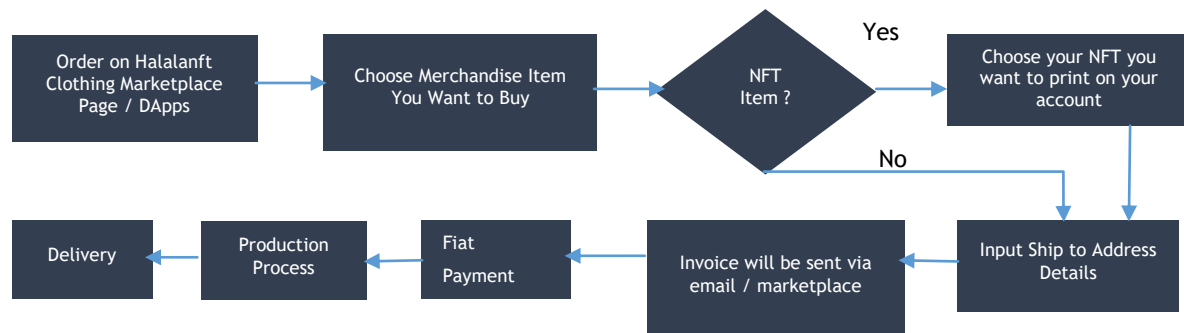 Order on Halalanft
Clothing Marketplace
Page / DApps
Choose Merchandise Item
You Want to Buy
NFT
Item ?
Yes
Choose your NFT you
want to print on your
account
No
Input Ship to Address
Details
Invoice will be sent via
email / marketplace
Fiat
Payment
Production
Process
Delivery